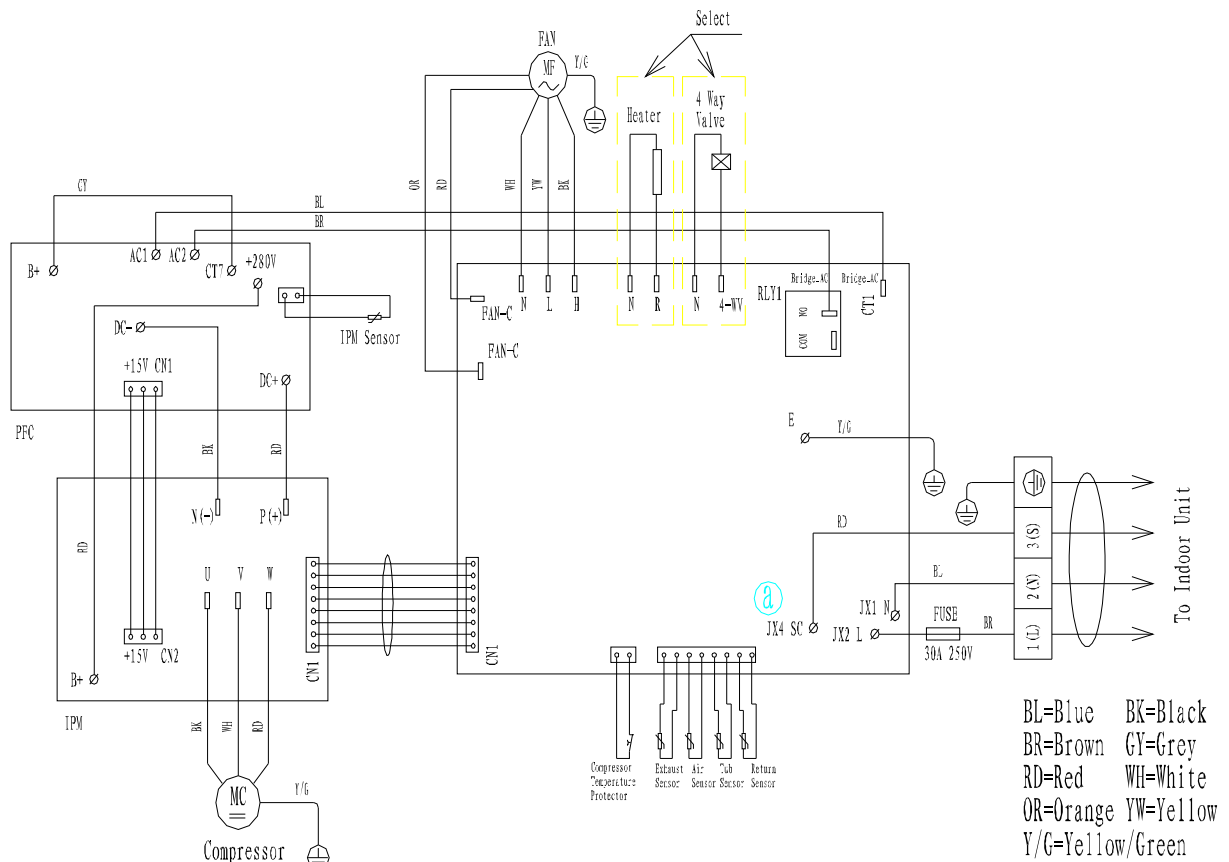 Select
FAN
MF
Y/G
Heater
4 Way
Valve
GY
OR
RD
WH
YW
BK
BL
BR
B+
AC1
AC2
CT7
+280V
IPM Sensor
DC-
+15V CN1
DC+
PFC
FAN-C
N
L
H
N
R
N
4-WV
Bridge_AC
Bridge_AC
RLY1
NO
COM
CT1
FAN-C
E
Y/G
BK
RD
RD
N(-)
P(+)
U
V
W
CN1
CN1
+15V CN2
B+
IPM
RD
3(S)
BL
2(N)
a
JX4 SC
JX1 N
JX2 L
FUSE
30A 250V
BR
1(L)
To Indoor Unit
BK
WH
RD
MC
Y/G
Compressor
Compressor
Temperature
Protector
Exhaust
Sensor
Air
Sensor
Tub
Sensor
Return
Sensor
BL=Blue BK=Black
BR=Brown GY=Grey
RD=Red WH=White
OR=Orange YW=Yellow
Y/G=Yellow/Green